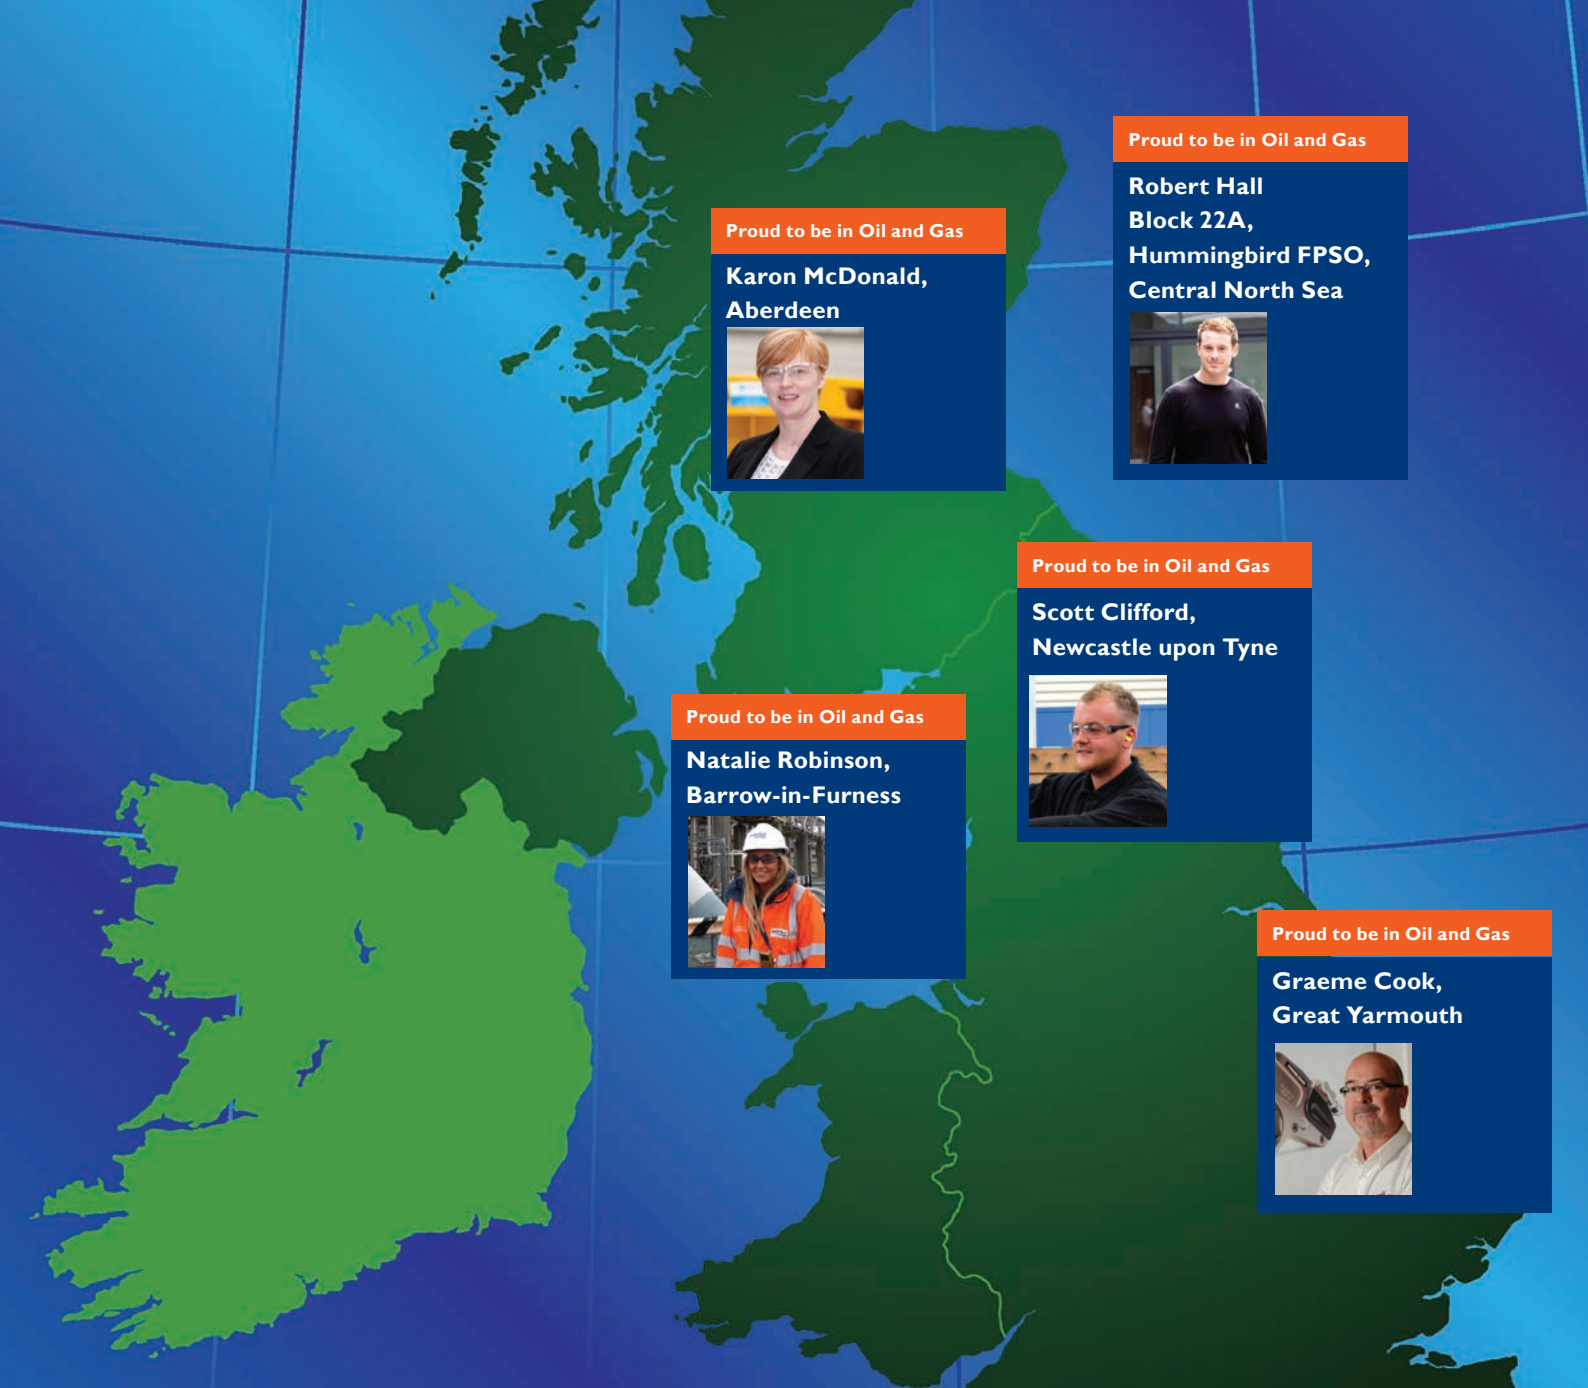 Proud to be in Oil and Gas
Robert Hall
Block 22A,
Hummingbird FPSO,
Central North Sea
Proud to be in Oil and Gas
Karon McDonald,
Aberdeen
Proud to be in Oil and Gas
Scott Clifford,
Newcastle upon Tyne
Proud to be in Oil and Gas
Natalie Robinson,
Barrow-in-Furness
Proud to be in Oil and Gas
Graeme Cook,
Great Yarmouth